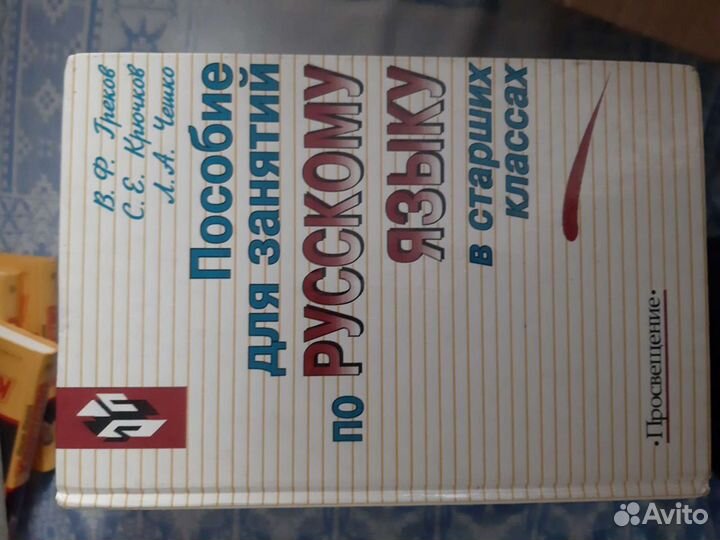 В. Ф. Греков
С. Е. Крючков
Л. А. Чешко
Пособие
для занятий
по РУССКОМУ
ЯЗЫКУ
в старших
классах
•Просвещение•
Avito